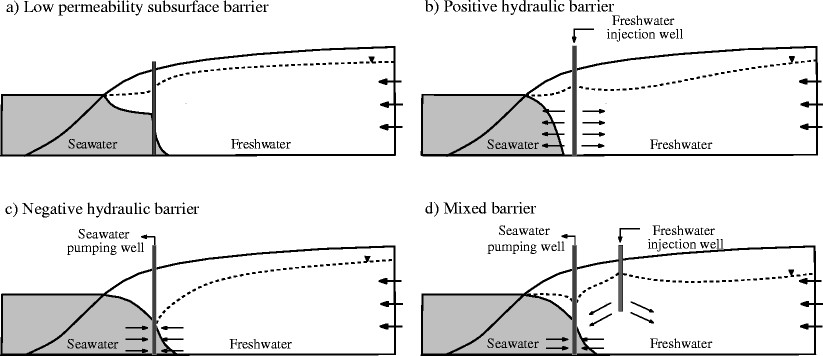 a) Low permeability subsurface barrier
Seawater
Freshwater
b) Positive hydraulic barrier
Freshwater
injection well
Seawater
Freshwater
c) Negative hydraulic barrier
Seawater
pumping well
Seawater
Freshwater
d) Mixed barrier
Seawater
pumping well
Freshwater
injection well
Seawater
Freshwater